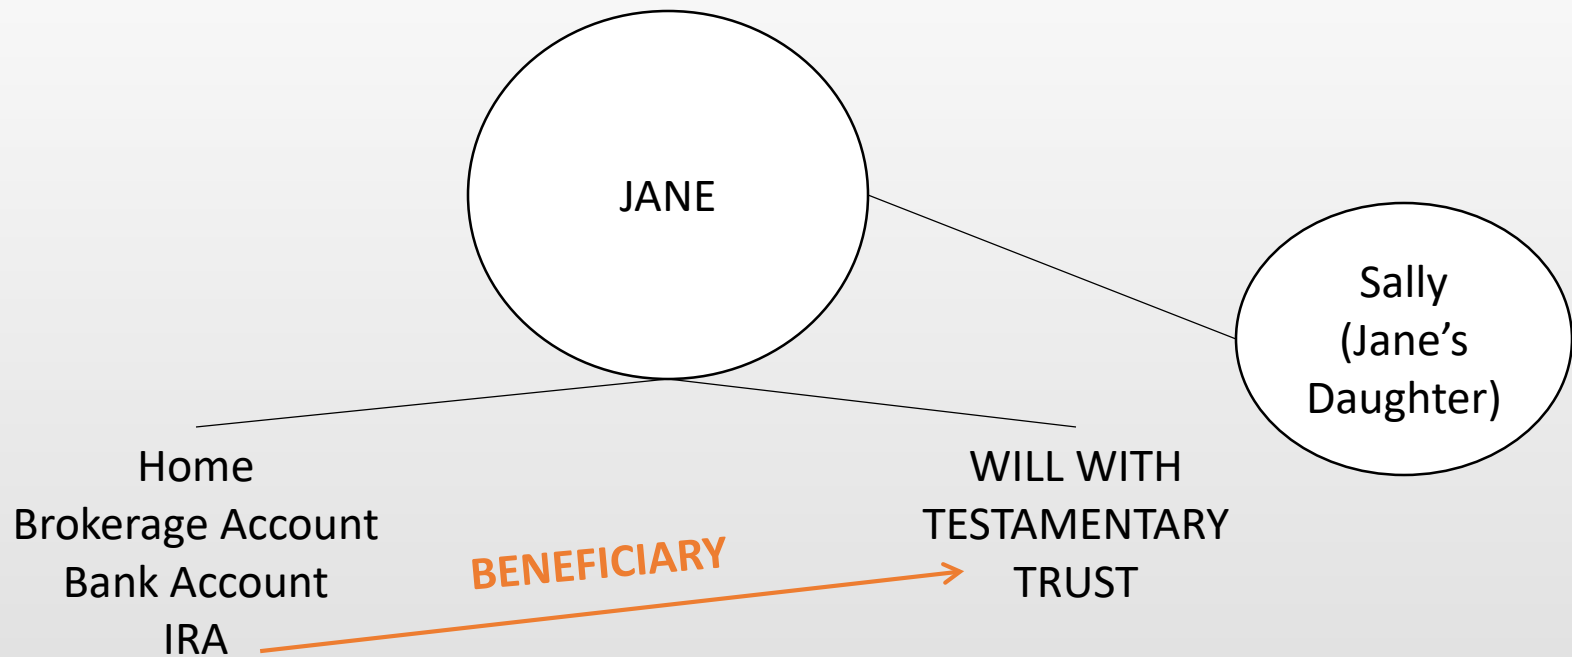 JANE
Sally
(Jane’s
Daughter)
Home
Brokerage Account
Bank Account
IRA
BENEFICIARY
WILL WITH
TESTAMENTARY
TRUST